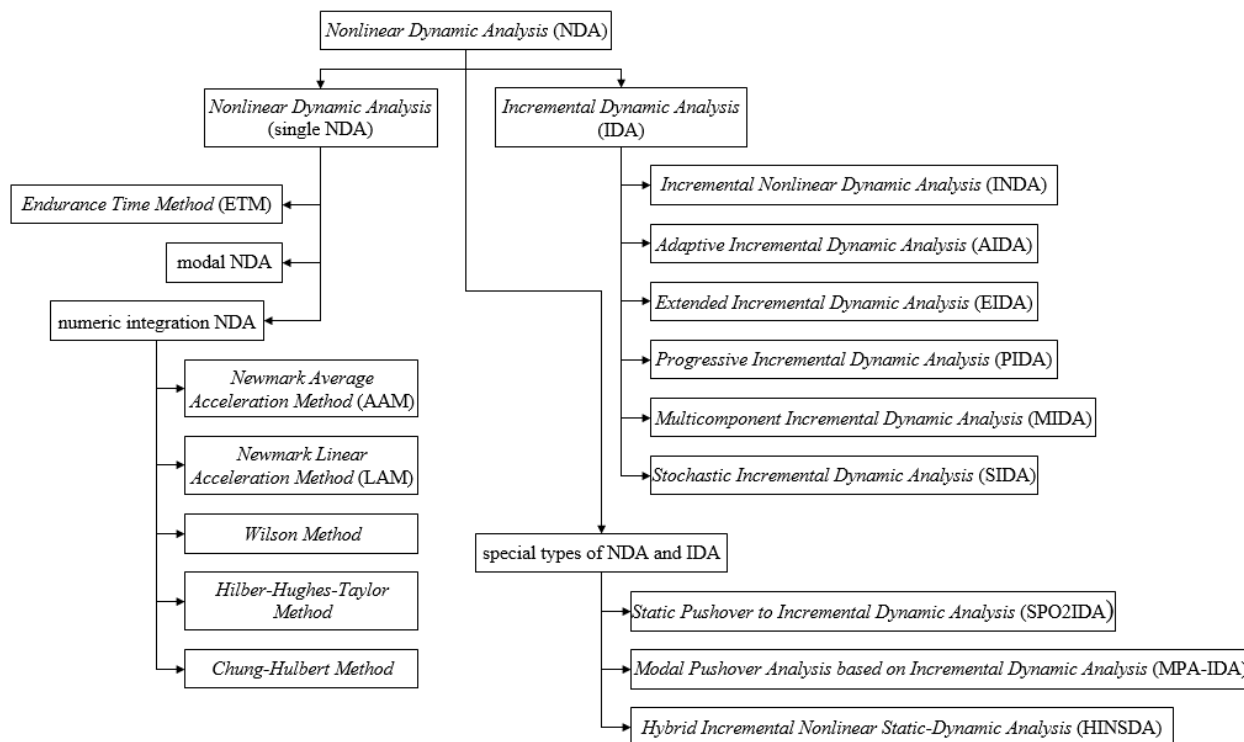 Nonlinear Dynamic Analysis (NDA)
Nonlinear Dynamic Analysis
(single NDA)
Endurance Time Method (ETM)
modal NDA
numeric integration NDA
Newmark Average
Acceleration Method (AAM)
Newmark Linear
Acceleration Method (LAM)
Wilson Method
Hilber-Hughes-Taylor
Method
Chung-Hulbert Method
Incremental Dynamic Analysis
(IDA)
Incremental Nonlinear Dynamic Analysis (INDA)
Adaptive Incremental Dynamic Analysis (AIDA)
Extended Incremental Dynamic Analysis (EIDA)
Progressive Incremental Dynamic Analysis (PIDA)
Multicomponent Incremental Dynamic Analysis (MIDA)
Stochastic Incremental Dynamic Analysis (SIDA)
special types of NDA and IDA
Static Pushover to Incremental Dynamic Analysis (SPO2IDA)
Modal Pushover Analysis based on Incremental Dynamic Analysis (MPA-IDA)
Hybrid Incremental Nonlinear Static-Dynamic Analysis (HINSDA)